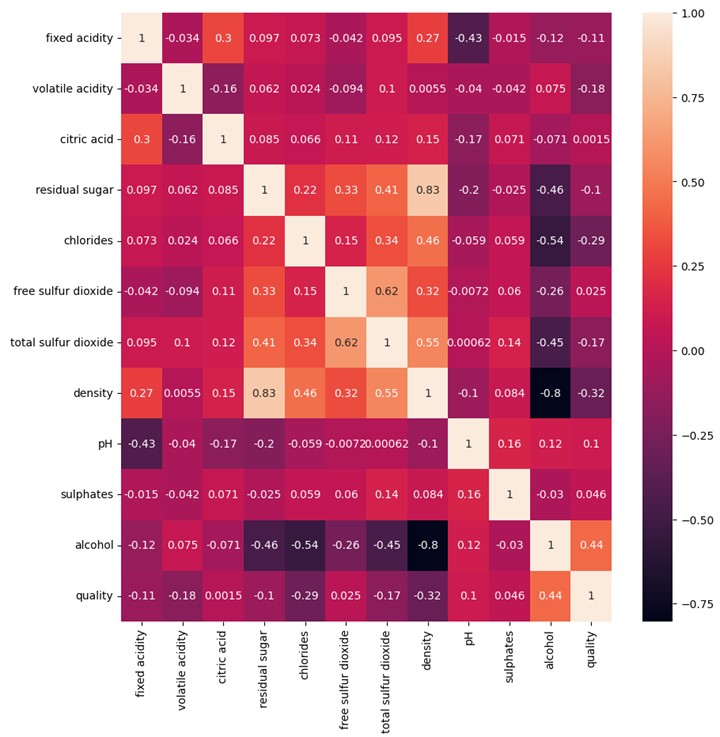 fixed acidity 1 -0.034 0.3 0.097 0.073 -0.042 0.095 0.27 -0.43 -0.015 -0.12 -0.11
volatile acidity -0.034 1 -0.16 0.062 0.024 -0.094 0.1 0.0055 -0.04 -0.042 0.075 -0.18
citric acid 0.3 -0.16 1 0.085 0.066 0.11 0.12 0.15 -0.17 0.071 -0.071 0.0015
residual sugar 0.097 0.062 0.085 1 0.22 0.33 0.41 0.83 -0.2 -0.025 -0.46 -0.1
chlorides 0.073 0.024 0.066 0.22 1 0.15 0.34 0.46 -0.059 0.059 -0.54 -0.29
free sulfur dioxide -0.042 -0.094 0.11 0.33 0.15 1 0.62 0.32 -0.0072 0.06 -0.26 0.025
total sulfur dioxide 0.095 0.1 0.12 0.41 0.34 0.62 1 0.55 0.00062 0.14 -0.45 -0.17
density 0.27 0.0055 0.15 0.83 0.46 0.32 0.55 1 -0.1 0.084 -0.8 -0.32
pH -0.43 -0.04 -0.17 -0.2 -0.059 -0.0072 0.00062 -0.1 1 0.16 0.12 0.1
sulphates -0.015 -0.042 0.071 -0.025 0.059 0.06 0.14 0.084 0.16 1 -0.03 0.046
alcohol -0.12 0.075 -0.071 -0.46 -0.54 -0.26 -0.45 -0.8 0.12 -0.03 1 0.44
quality -0.11 -0.18 0.0015 -0.1 -0.29 0.025 -0.17 -0.32 0.1 0.046 0.44 1
fixed acidity
volatile acidity
citric acid
residual sugar
chlorides
free sulfur dioxide
total sulfur dioxide
density
pH
sulphates
alcohol
quality
1.00
0.75
0.50
0.25
0.00
−0.25
−0.50
−0.75